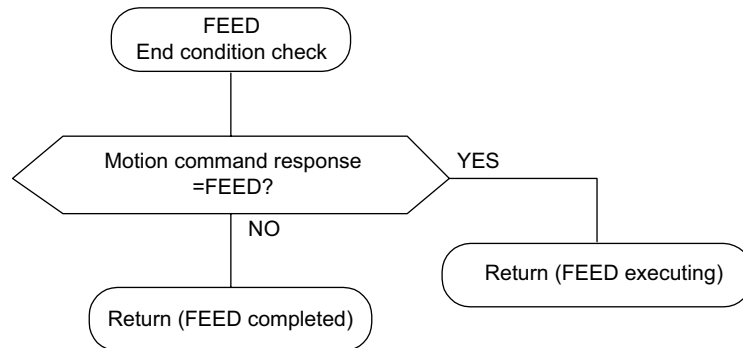 FEED
End condition check
Motion command response
=FEED?
YES
NO
Return (FEED executing)
Return (FEED completed)